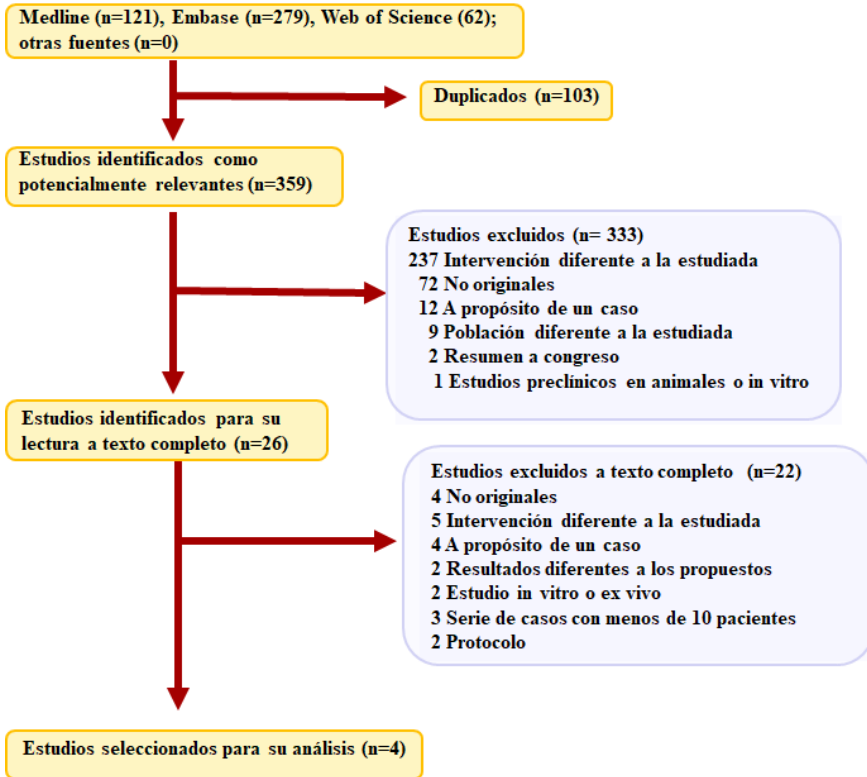 Medline (n=121), Embase (n=279), Web of Science (62);
otras fuentes (n=0)
Duplicados (n=103)
Estudios identificados como
potencialmente relevantes (n=359)
Estudios excluidos (n= 333)
237 Intervención diferente a la estudiada
72 No originales
12 A propósito de un caso
9 Población diferente a la estudiada
2 Resumen a congreso
1 Estudios preclínicos en animales o in vitro
Estudios identificados para su
lectura a texto completo (n=26)
Estudios excluidos a texto completo (n=22)
4 No originales
5 Intervención diferente a la estudiada
4 A propósito de un caso
2 Resultados diferentes a los propuestos
2 Estudio in vitro o ex vivo
3 Serie de casos con menos de 10 pacientes
2 Protocolo
Estudios seleccionados para su análisis (n=4)